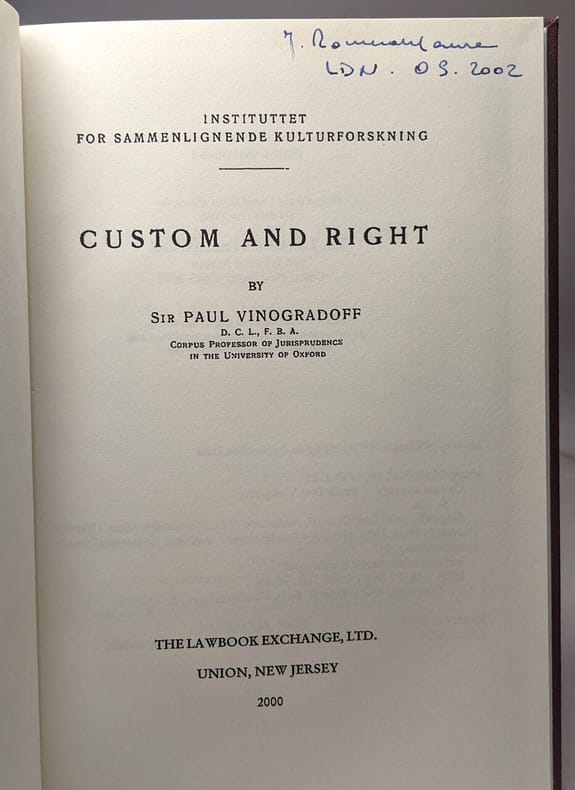 LDN. 09. 2002
INSTITUTTET
FOR SAMMENLIGNENDE KULTURFORSKNING
CUSTOM AND RIGHT
BY
SIR PAUL VINOGRADOFF
D. C. L., F. B. A.
CORPUS PROFESSOR OF JURISPRUDENCE
IN THE UNIVERSITY OF OXFORD
THE LAWBOOK EXCHANGE, LTD.
UNION, NEW JERSEY
2000